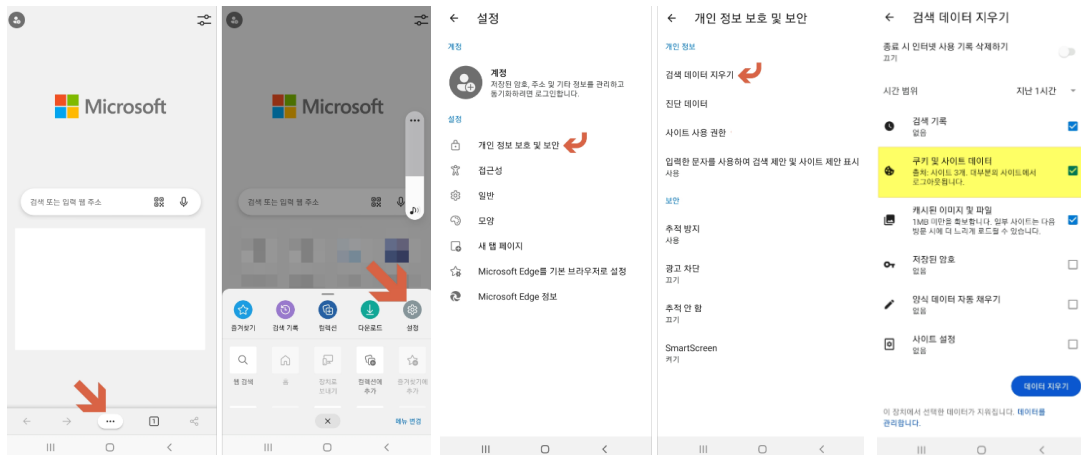 Microsoft
검색 또는 입력 웹 주소
1
Microsoft
검색 또는 입력 웹 주소
즐겨찾기
검색 기록
컬렉션
다운로드
설정
웹 검색
홈
장치로
보내기
컬렉션에
추가
즐겨찾기에
추가
메뉴 변경
설정
계정
계정
저장된 암호, 주소 및 기타 정보를 관리하고
동기화하려면 로그인합니다.
설정
개인 정보 보호 및 보안
접근성
일반
모양
새 탭 페이지
Microsoft Edge를 기본 브라우저로 설정
Microsoft Edge 정보
개인 정보 보호 및 보안
개인 정보
검색 데이터 지우기
진단 데이터
사이트 사용 권한
입력한 문자를 사용하여 검색 제안 및 사이트 제안 표시
사용
보안
추적 방지
사용
광고 차단
끄기
추적 안 함
끄기
SmartScreen
켜기
검색 데이터 지우기
종료 시 인터넷 사용 기록 삭제하기
끄기
시간 범위
지난 1시간
검색 기록
없음
쿠키 및 사이트 데이터
출처: 사이트 3개. 대부분의 사이트에서
로그아웃됩니다.
캐시된 이미지 및 파일
1MB 미만을 확보합니다. 일부 사이트는 다음
방문 시에 더 느리게 로드될 수 있습니다.
저장된 암호
없음
양식 데이터 자동 채우기
없음
사이트 설정
없음
데이터 지우기
이 장치에서 선택한 데이터가 지워집니다. 데이터를
관리합니다.